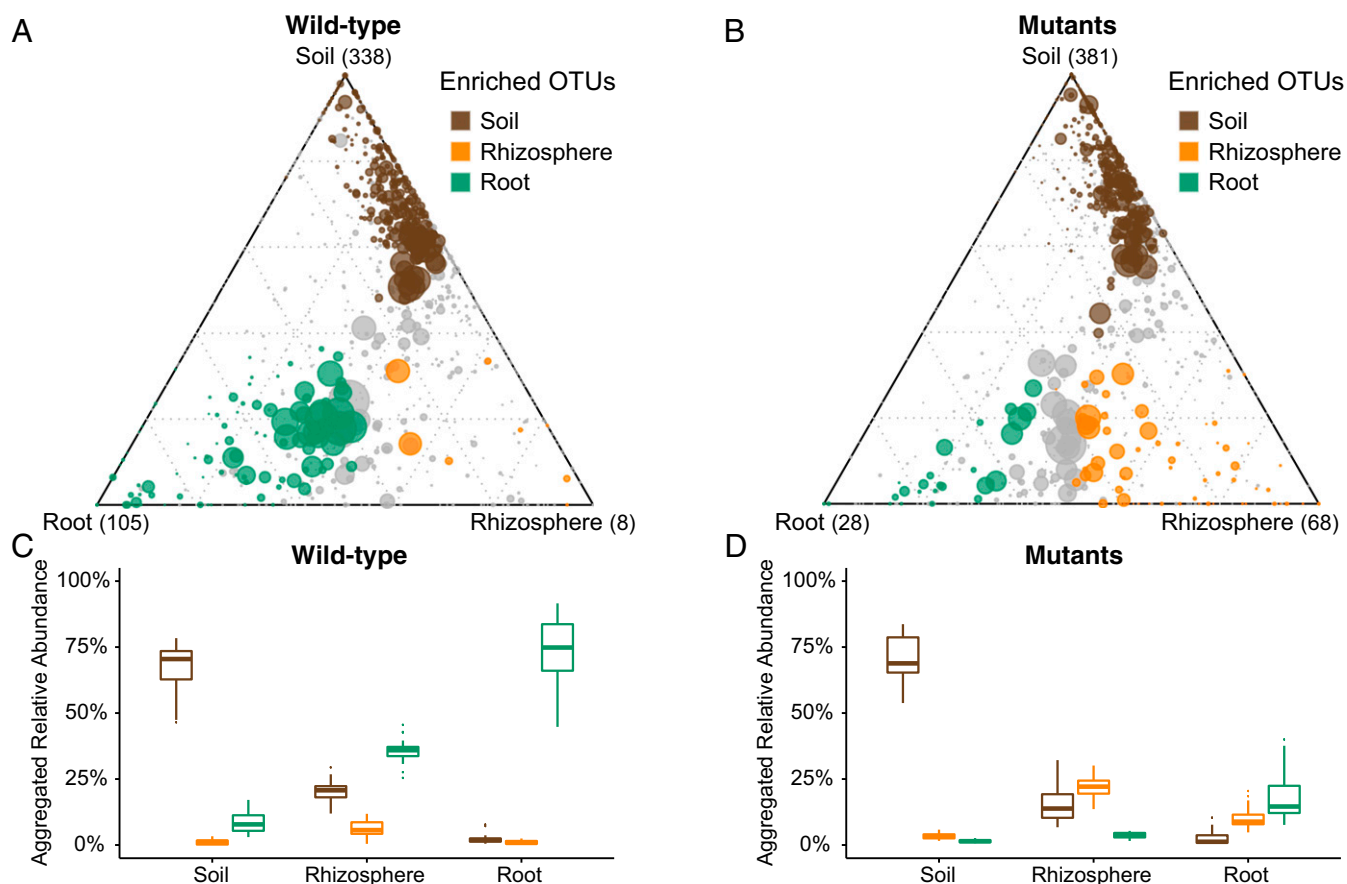 A
Wild-type
Soil (338)
Enriched OTUs
Soil
Rhizosphere
Root
Root (105)
Rhizosphere (8)
B
Mutants
Soil (381)
Enriched OTUs
Soil
Rhizosphere
Root
Root (28)
Rhizosphere (68)
C
Wild-type
Aggregated Relative Abundance
100%
75%
50%
25%
0%
Soil
Rhizosphere
Root
D
Mutants
Aggregated Relative Abundance
100%
75%
50%
25%
0%
Soil
Rhizosphere
Root